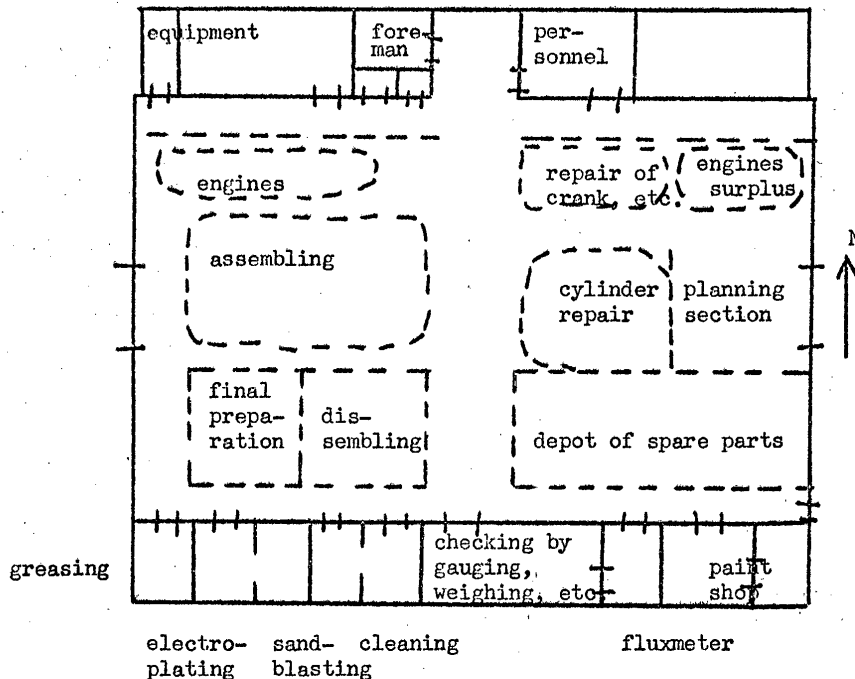 equipment
fore-
man
per-
sonnel
engines
repair of
crank, etc.
engines
surplus
N
assembling
cylinder
repair
planning
section
final
prepa-
ration
dis-
sembling
depot of spare parts
checking by
gauging,
weighing, etc
paint
shop
greasing
electro-
plating
sand-
blasting
cleaning
fluxmeter